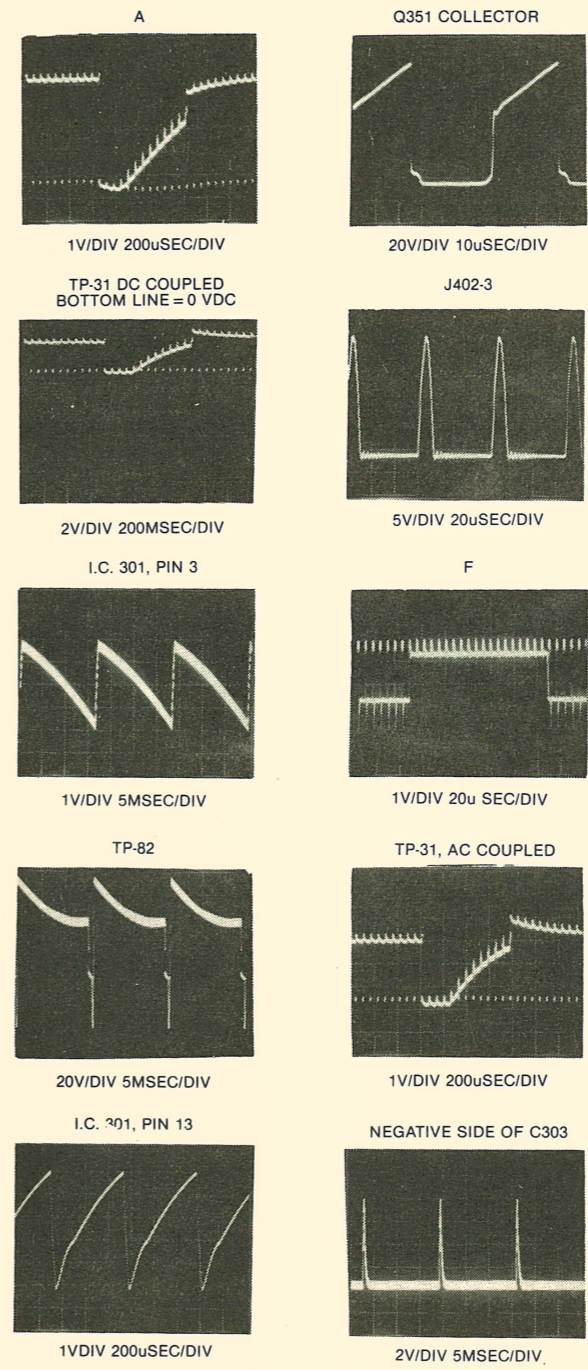 A
1V/DIV 200uSEC/DIV
Q351 COLLECTOR
20V/DIV 10uSEC/DIV
TP-31 DC COUPLED
BOTTOM LINE = 0 VDC
2V/DIV 200MSEC/DIV
J402-3
5V/DIV 20uSEC/DIV
I.C. 301, PIN 3
1V/DIV 5MSEC/DIV
F
1V/DIV 20u SEC/DIV
TP-82
20V/DIV 5MSEC/DIV
TP-31, AC COUPLED
1V/DIV 200uSEC/DIV
I.C. 301, PIN 13
1VDIV 200uSEC/DIV
NEGATIVE SIDE OF C303
2V/DIV 5MSEC/DIV